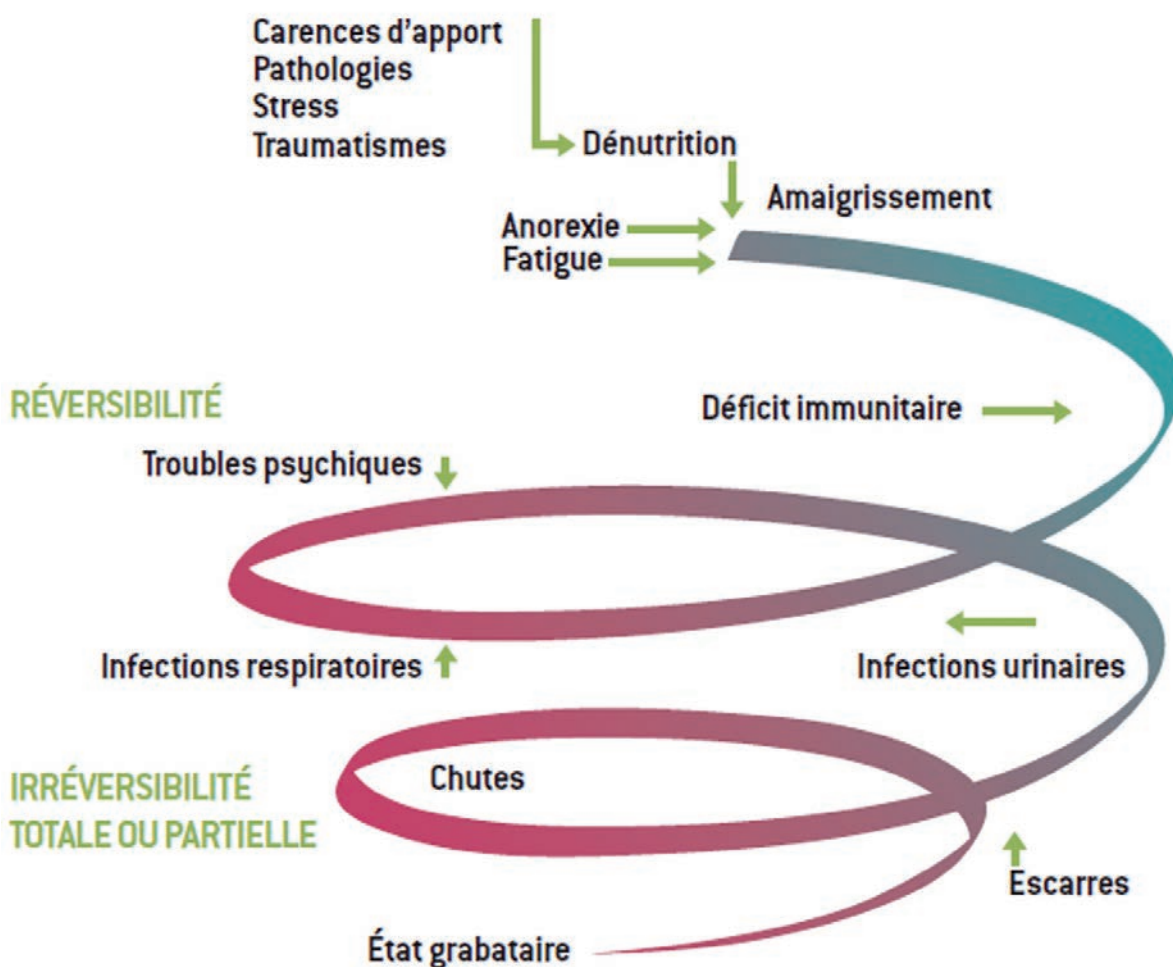 Carences d'apport
Pathologies
Stress
Traumatismes
Dénutrition
Amaigrissement
Anorexie
Fatigue
RÉVERSIBILITÉ
Déficit immunitaire
Troubles psychiques
Infections respiratoires
Infections urinaires
IRRÉVERSIBILITÉ
TOTALE OU PARTIELLE
Chutes
Escarres
État grabataire